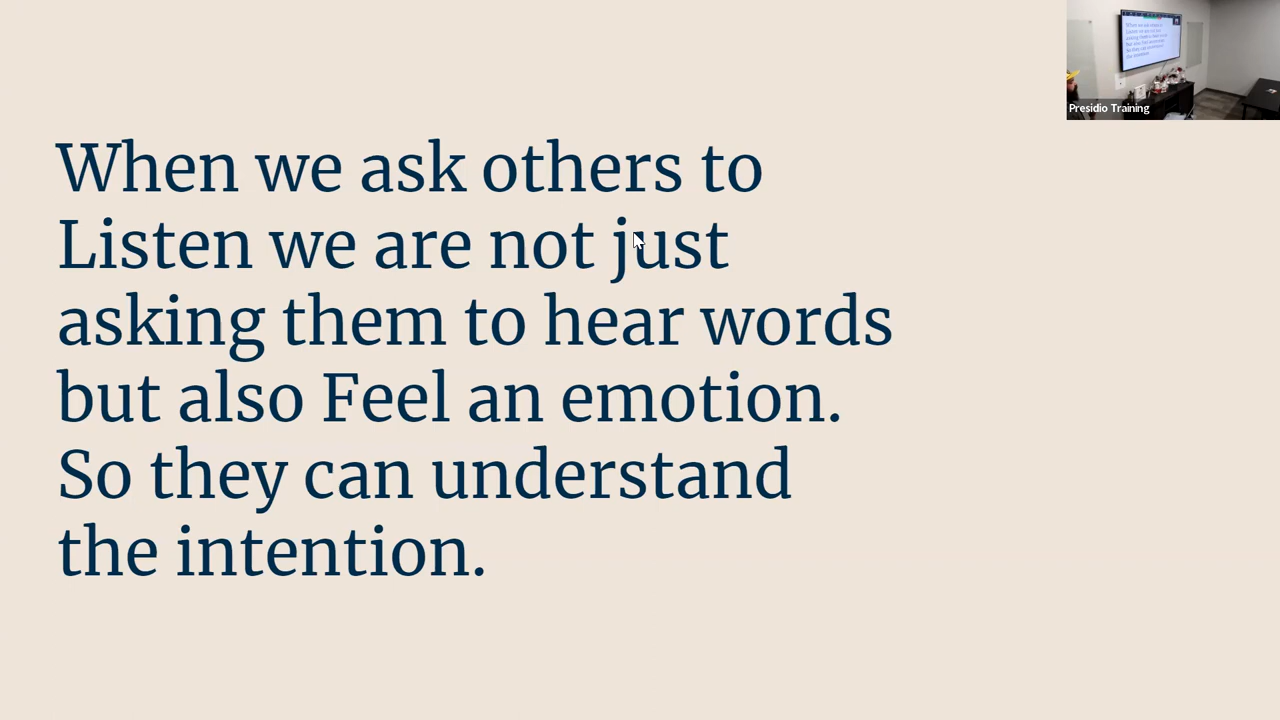 When we ask others to
Listen we are not just
asking them to hear words
but also Feel an emotion.
So they can understand
the intention.
Presidio Training